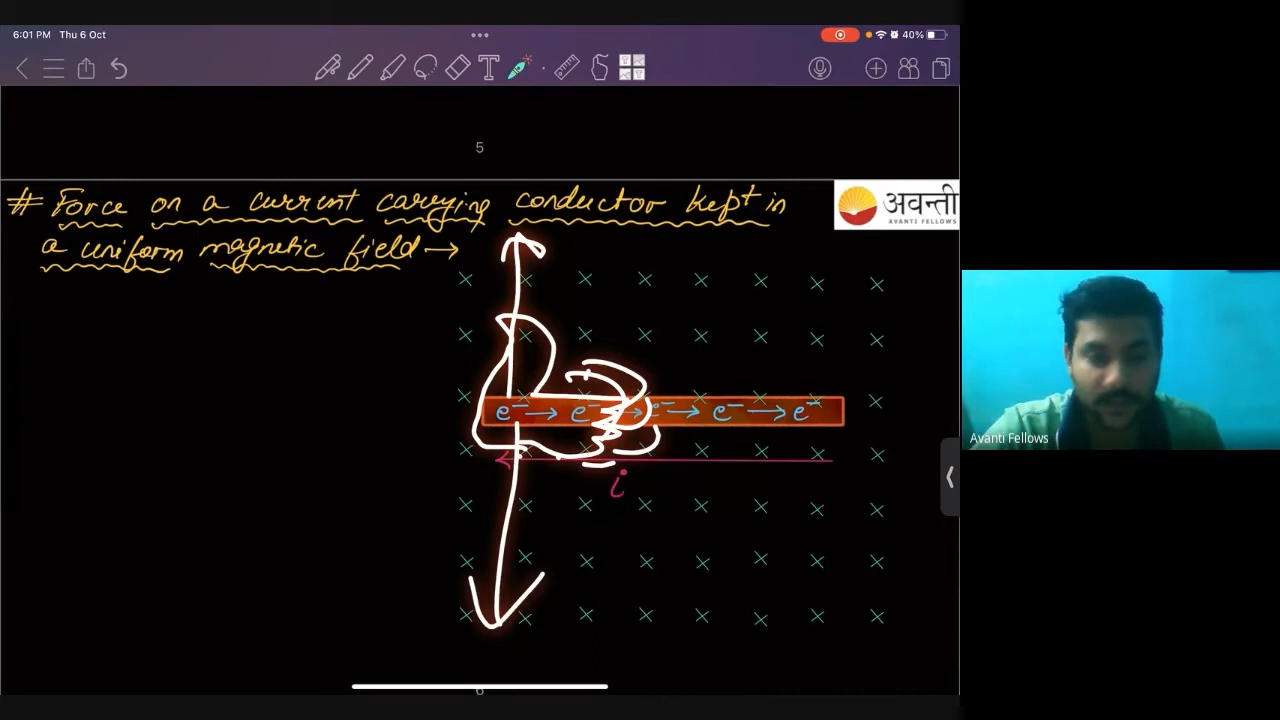 6:01 PM Thu 6 Oct
40%
T
5
# Force on a current carrying conductor kept in
a uniform magnetic field →
अवन्ती
AVANTI FELLOWS
e⁻ → e⁻ → e⁻ → e⁻ → e⁻
i
Avanti Fellows
6